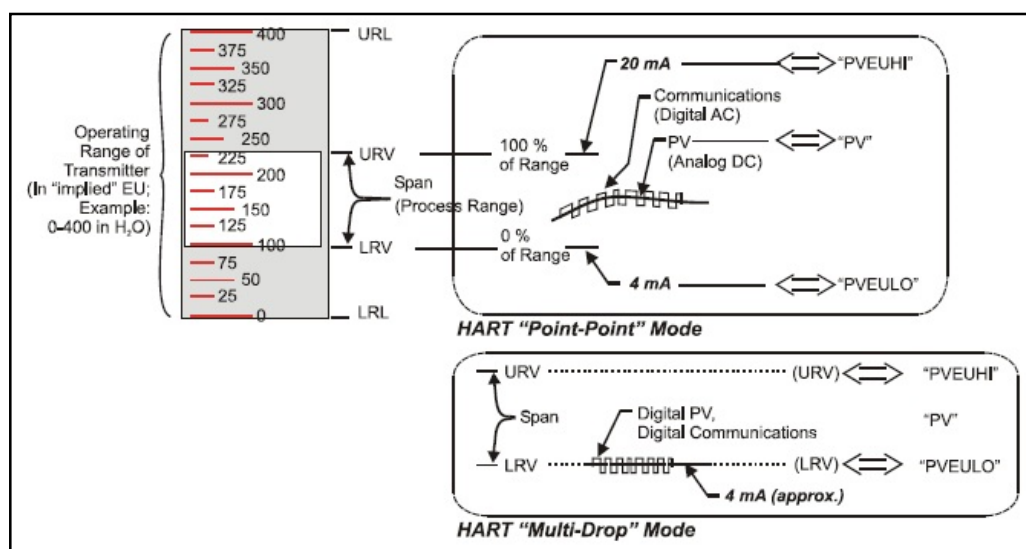 Operating
Range of
Transmitter
(In “implied” EU;
Example:
0–400 in H₂O)
400
375
350
325
300
275
250
225
200
175
150
125
100
75
50
25
0
URL
URV
Span
(Process Range)
LRV
LRL
20 mA
“PVEUHI”
Communications
(Digital AC)
100 %
of Range
PV
(Analog DC)
“PV”
0 %
of Range
4 mA
“PVEULO”
HART “Point-Point” Mode
URV
(URV)
“PVEUHI”
Span
Digital PV,
Digital Communications
“PV”
LRV
(LRV)
“PVEULO”
4 mA (approx.)
HART “Multi-Drop” Mode